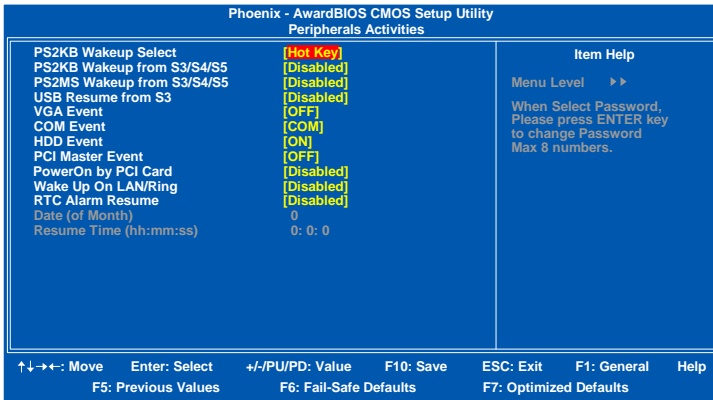 Phoenix - AwardBIOS CMOS Setup Utility
Peripherals Activities
PS2KB Wakeup Select [Hot Key]
PS2KB Wakeup from S3/S4/S5 [Disabled]
PS2MS Wakeup from S3/S4/S5 [Disabled]
USB Resume from S3 [Disabled]
VGA Event [OFF]
COM Event [COM]
HDD Event [ON]
PCI Master Event [OFF]
PowerOn by PCI Card [Disabled]
Wake Up On LAN/Ring [Disabled]
RTC Alarm Resume [Disabled]
Date (of Month) 0
Resume Time (hh:mm:ss) 0: 0: 0
Item Help
Menu Level ▶▶
When Select Password,
Please press ENTER key
to change Password
Max 8 numbers.
↑↓→←: Move Enter: Select +/-/PU/PD: Value F10: Save ESC: Exit F1: General Help
F5: Previous Values F6: Fail-Safe Defaults F7: Optimized Defaults